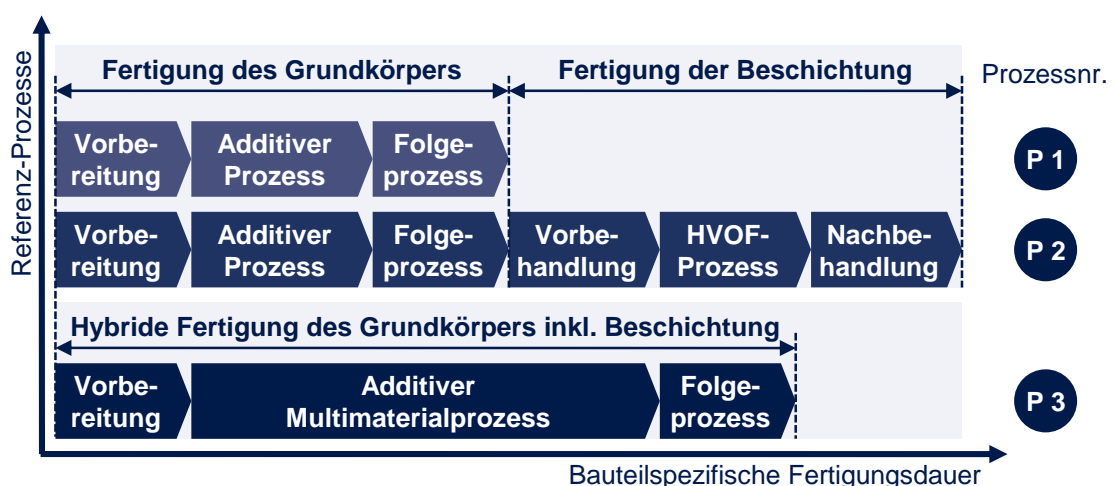 Referenz-Prozesse
Fertigung des Grundkörpers
Fertigung der Beschichtung
Prozessnr.
Vorbe-
reitung
Additiver
Prozess
Folge-
prozess
P 1
Vorbe-
reitung
Additiver
Prozess
Folge-
prozess
Vorbe-
handlung
HVOF-
Prozess
Nachbe-
handlung
P 2
Hybride Fertigung des Grundkörpers inkl. Beschichtung
Vorbe-
reitung
Additiver
Multimaterialprozess
Folge-
prozess
P 3
Bauteilspezifische Fertigungsdauer